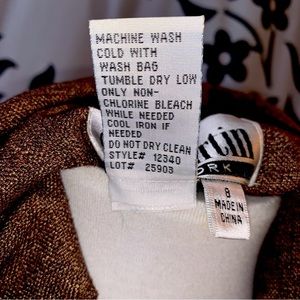 MACHINE WASH
COLD WITH
WASH BAG
TUMBLE DRY LOW
ONLY NON-
CHLORINE BLEACH
WHILE NEEDED
COOL IRON IF
NEEDED
DO NOT DRY CLEAN
STYLE# 12340
LOT# 25903
8
MADE IN
CHINA